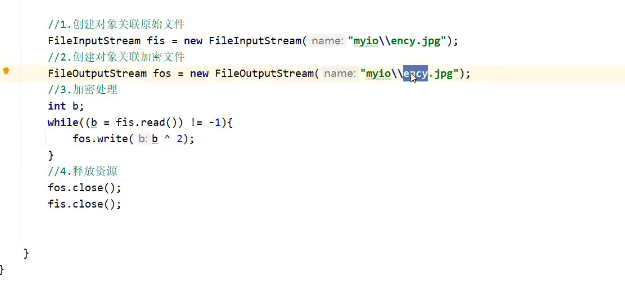 //1.创建对象关联原始文件
FileInputStream fis = new FileInputStream( name: "myio\\ency.jpg");
//2.创建对象关联加密文件
FileOutputStream fos = new FileOutputStream( name: "myio\\ency.jpg");
//3.加密处理
int b;
while((b = fis.read()) != -1){
fos.write( b: b ^ 2);
}
//4.释放资源
fos.close();
fis.close();
}
}